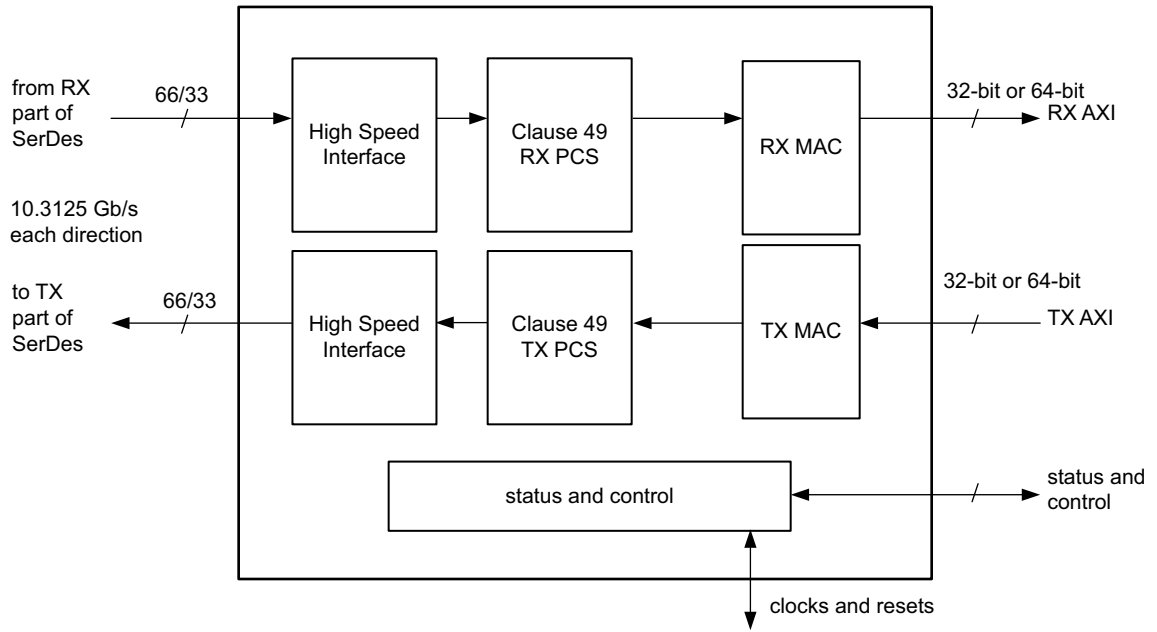 from RX
part of
SerDes
66/33
High Speed
Interface
Clause 49
RX PCS
RX MAC
32-bit or 64-bit
RX AXI
10.3125 Gb/s
each direction
to TX
part of
SerDes
66/33
High Speed
Interface
Clause 49
TX PCS
TX MAC
32-bit or 64-bit
TX AXI
status and control
status and
control
clocks and resets